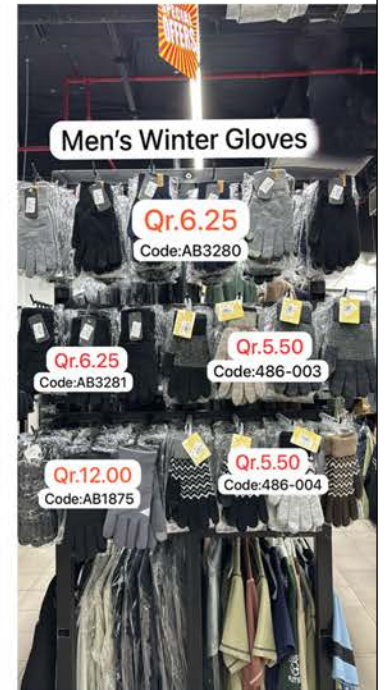 SPECIAL
OFFERS
Men's Winter Gloves
Qr.6.25
Code:AB3280
Qr.6.25
Code:AB3281
Qr.5.50
Code:486-003
Qr.12.00
Code:AB1875
Qr.5.50
Code:486-004